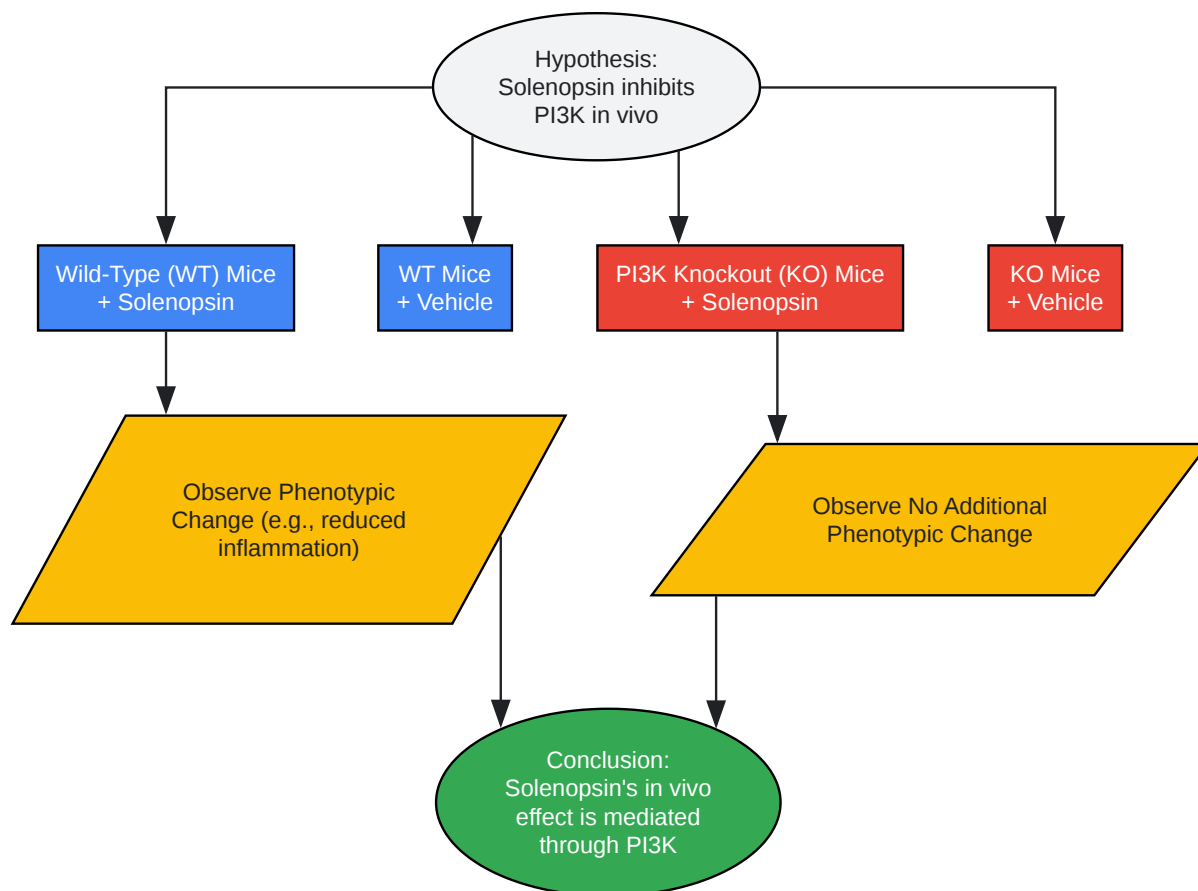 Hypothesis:
Solenopsin inhibits
PI3K in vivo
Wild-Type (WT) Mice
+ Solenopsin
WT Mice
+ Vehicle
PI3K Knockout (KO) Mice
+ Solenopsin
KO Mice
+ Vehicle
Observe Phenotypic
Change (e.g., reduced
inflammation)
Observe No Additional
Phenotypic Change
Conclusion:
Solenopsin's in vivo
effect is mediated
through PI3K